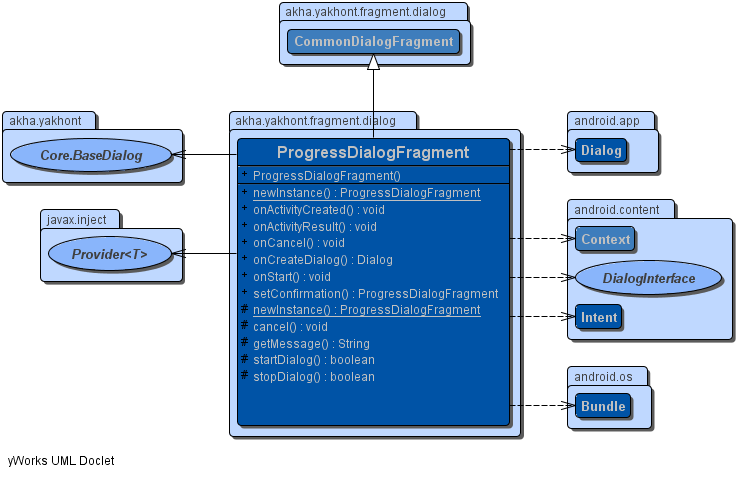 akha.yakhont.fragment.dialog
CommonDialogFragment
akha.yakhont
Core.BaseDialog
javax.inject
Provider<T>
akha.yakhont.fragment.dialog
ProgressDialogFragment
+ ProgressDialogFragment()
+ newInstance() : ProgressDialogFragment
+ onActivityCreated() : void
+ onActivityResult() : void
+ onCancel() : void
+ onCreateDialog() : Dialog
+ onStart() : void
+ setConfirmation() : ProgressDialogFragment
# newInstance() : ProgressDialogFragment
# cancel() : void
# getMessage() : String
# startDialog() : boolean
# stopDialog() : boolean
android.app
Dialog
android.content
Context
DialogInterface
Intent
android.os
Bundle
yWorks UML Doclet